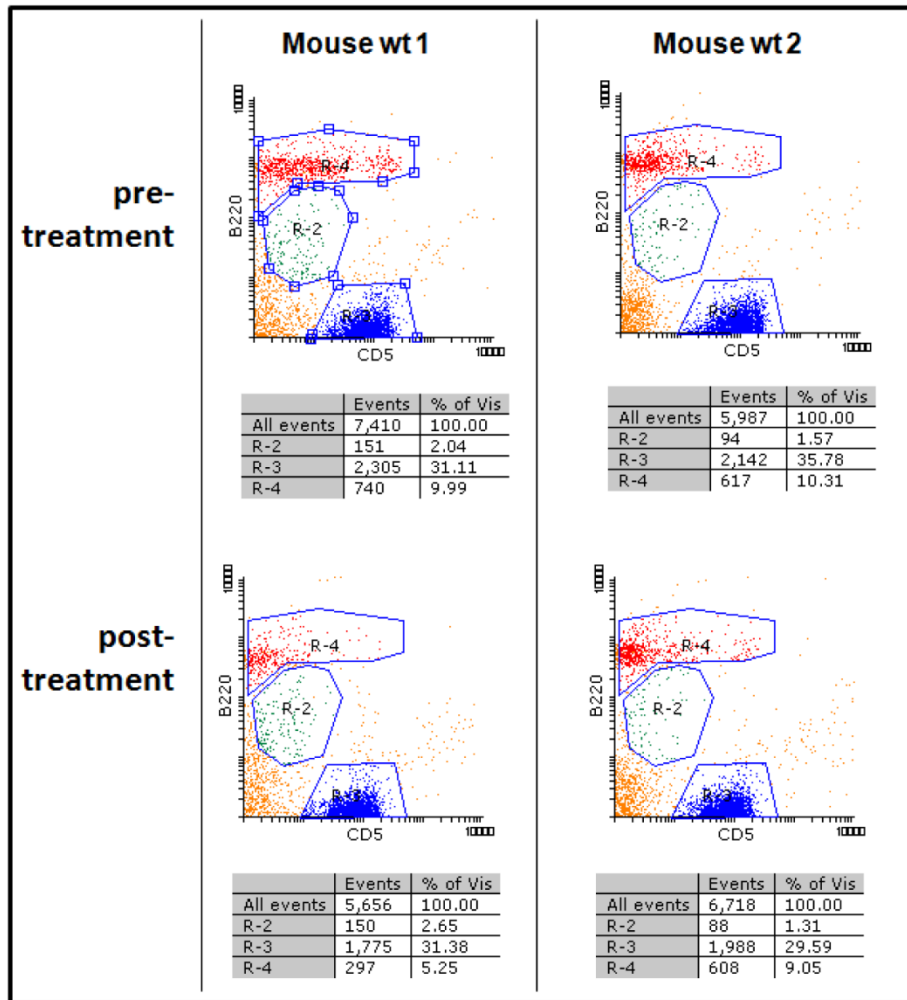 Mouse wt 1
Mouse wt 2
pre-
treatment
B220
R-4
R-2
CD5
B220
R-4
R-2
CD5
Events % of Vis
All events 7,410 100.00
R-2 151 2.04
R-3 2,305 31.11
R-4 740 9.99
Events % of Vis
All events 5,987 100.00
R-2 94 1.57
R-3 2,142 35.78
R-4 617 10.31
post-
treatment
B220
R-4
R-2
CD5
B220
R-4
R-2
CD5
Events % of Vis
All events 5,656 100.00
R-2 150 2.65
R-3 1,775 31.38
R-4 297 5.25
Events % of Vis
All events 6,718 100.00
R-2 88 1.31
R-3 1,988 29.59
R-4 608 9.05